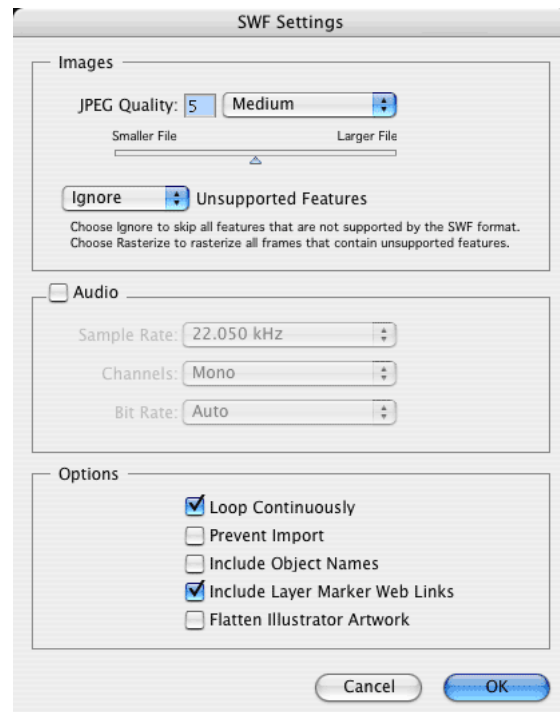 SWF Settings
Images
JPEG Quality: 5 Medium
Smaller File Larger File
Ignore Unsupported Features
Choose Ignore to skip all features that are not supported by the SWF format.
Choose Rasterize to rasterize all frames that contain unsupported features.
Audio
Sample Rate: 22.050 kHz
Channels: Mono
Bit Rate: Auto
Options
Loop Continuously
Prevent Import
Include Object Names
Include Layer Marker Web Links
Flatten Illustrator Artwork
Cancel OK